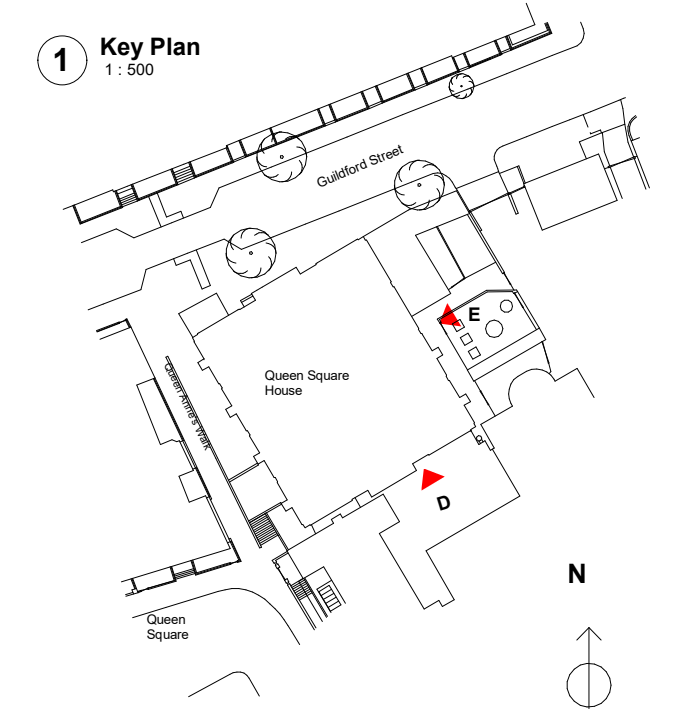 1
Key Plan
1 : 500
Guildford Street
E
Queen Square
House
Queen Anne's Walk
D
N
Queen
Square